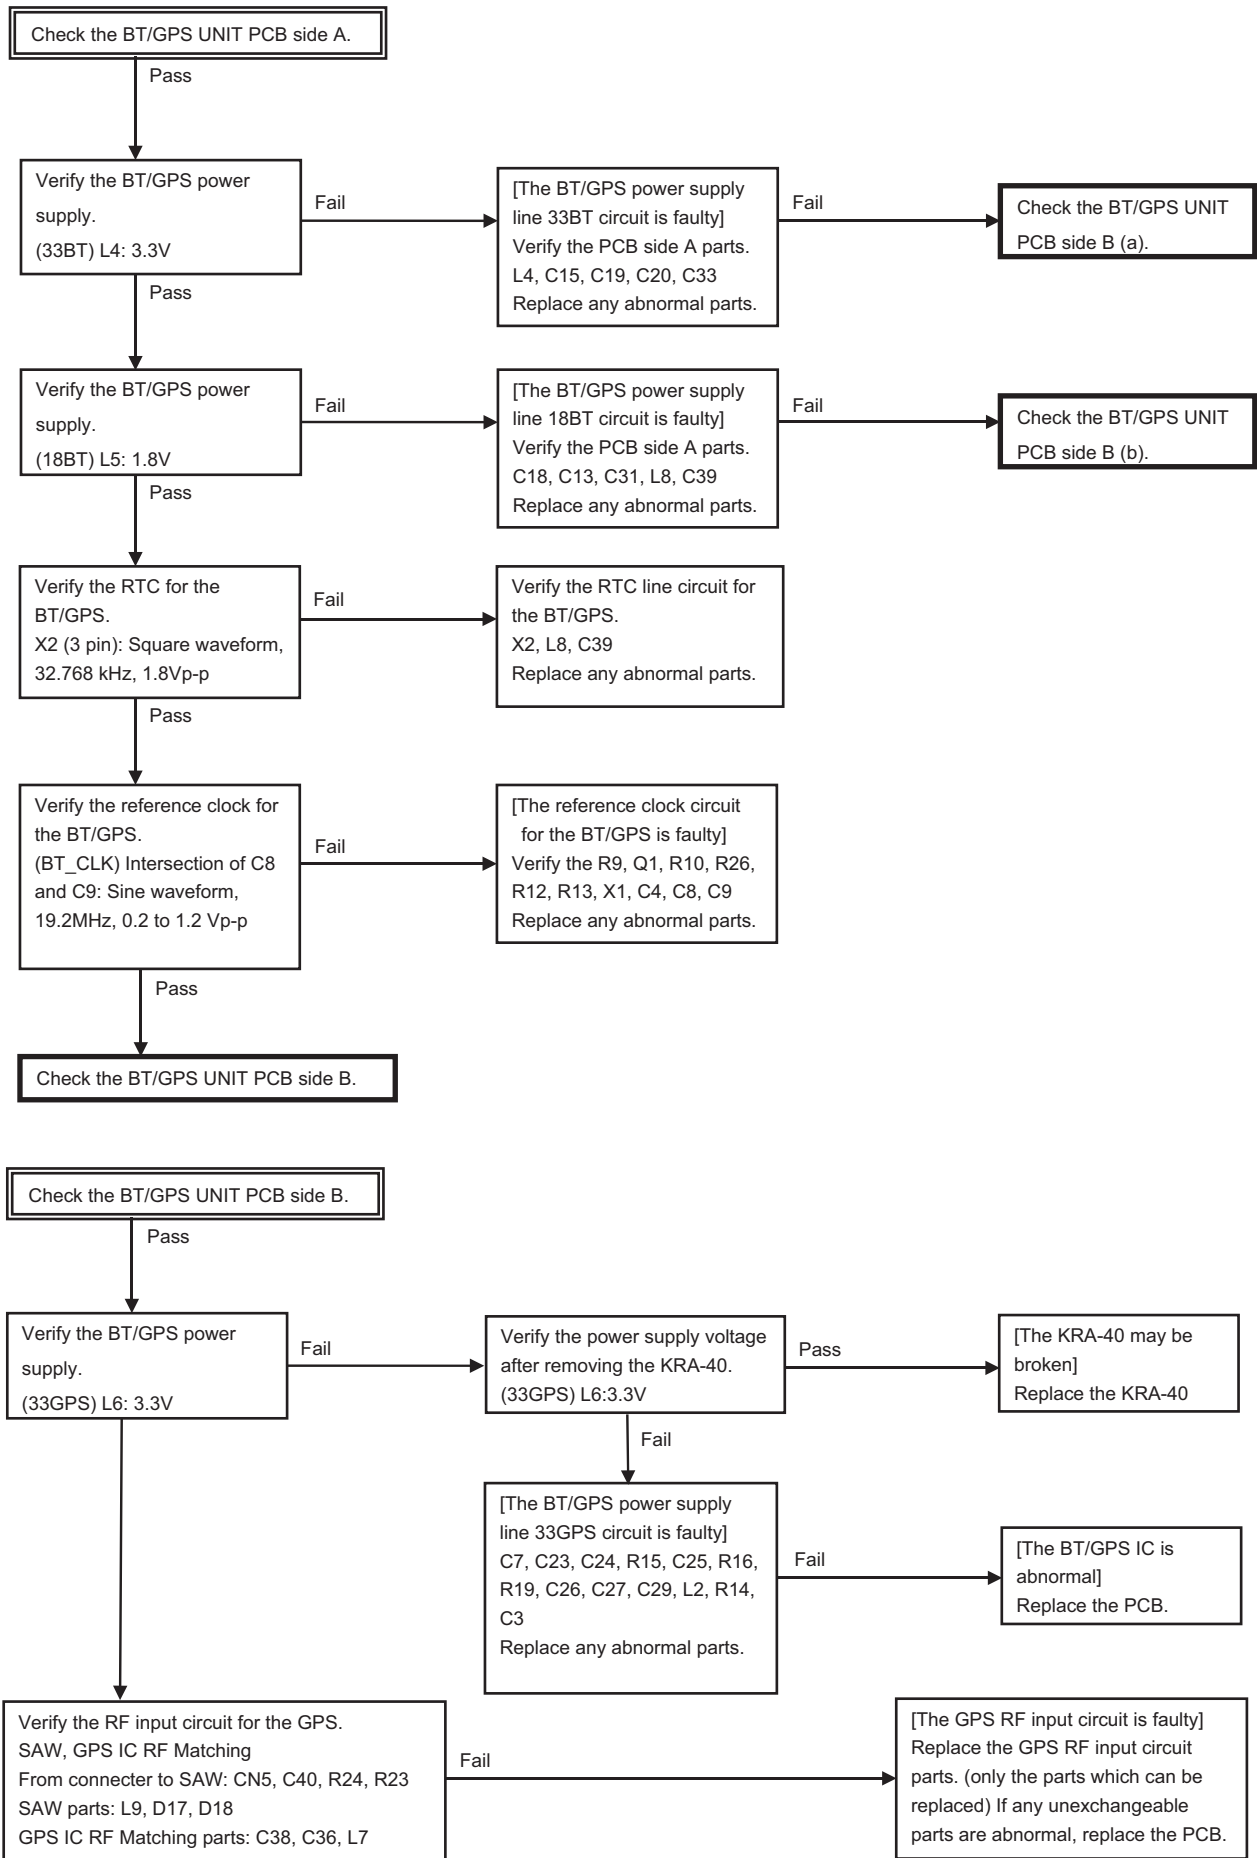 Check the BT/GPS UNIT PCB side A.
Pass
Verify the BT/GPS power
supply.
(33BT) L4: 3.3V
Fail
[The BT/GPS power supply
line 33BT circuit is faulty]
Verify the PCB side A parts.
L4, C15, C19, C20, C33
Replace any abnormal parts.
Fail
Check the BT/GPS UNIT
PCB side B (a).
Pass
Verify the BT/GPS power
supply.
(18BT) L5: 1.8V
Fail
[The BT/GPS power supply
line 18BT circuit is faulty]
Verify the PCB side A parts.
C18, C13, C31, L8, C39
Replace any abnormal parts.
Fail
Check the BT/GPS UNIT
PCB side B (b).
Pass
Verify the RTC for the
BT/GPS.
X2 (3 pin): Square waveform,
32.768 kHz, 1.8Vp-p
Fail
Verify the RTC line circuit for
the BT/GPS.
X2, L8, C39
Replace any abnormal parts.
Pass
Verify the reference clock for
the BT/GPS.
(BT_CLK) Intersection of C8
and C9: Sine waveform,
19.2MHz, 0.2 to 1.2 Vp-p
Fail
[The reference clock circuit
for the BT/GPS is faulty]
Verify the R9, Q1, R10, R26,
R12, R13, X1, C4, C8, C9
Replace any abnormal parts.
Pass
Check the BT/GPS UNIT PCB side B.
Check the BT/GPS UNIT PCB side B.
Pass
Verify the BT/GPS power
supply.
(33GPS) L6: 3.3V
Fail
Verify the power supply voltage
after removing the KRA-40.
(33GPS) L6:3.3V
Pass
[The KRA-40 may be
broken]
Replace the KRA-40
Fail
[The BT/GPS power supply
line 33GPS circuit is faulty]
C7, C23, C24, R15, C25, R16,
R19, C26, C27, C29, L2, R14,
C3
Replace any abnormal parts.
Fail
[The BT/GPS IC is
abnormal]
Replace the PCB.
Verify the RF input circuit for the GPS.
SAW, GPS IC RF Matching
From connecter to SAW: CN5, C40, R24, R23
SAW parts: L9, D17, D18
GPS IC RF Matching parts: C38, C36, L7
Fail
[The GPS RF input circuit is faulty]
Replace the GPS RF input circuit
parts. (only the parts which can be
replaced) If any unexchangeable
parts are abnormal, replace the PCB.